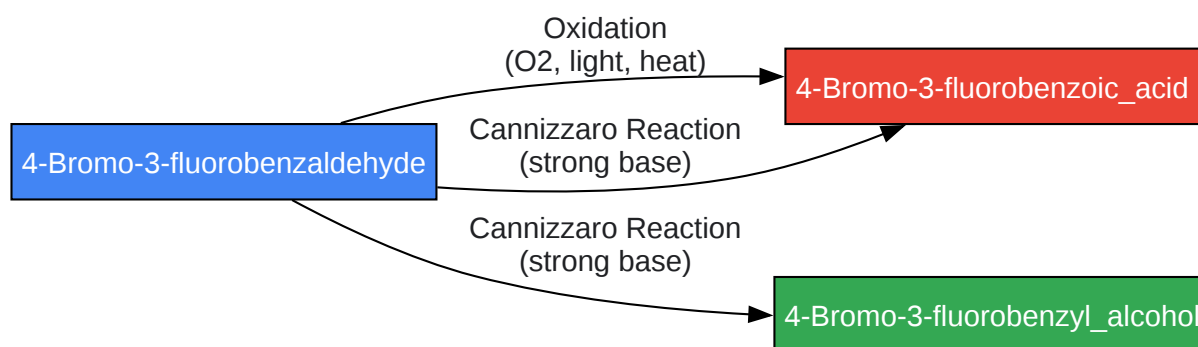 Oxidation
(O2, light, heat)
4-Bromo-3-fluorobenzoic_acid
Cannizzaro Reaction
(strong base)
4-Bromo-3-fluorobenzaldehyde
Cannizzaro Reaction
(strong base)
4-Bromo-3-fluorobenzyl_alcohol